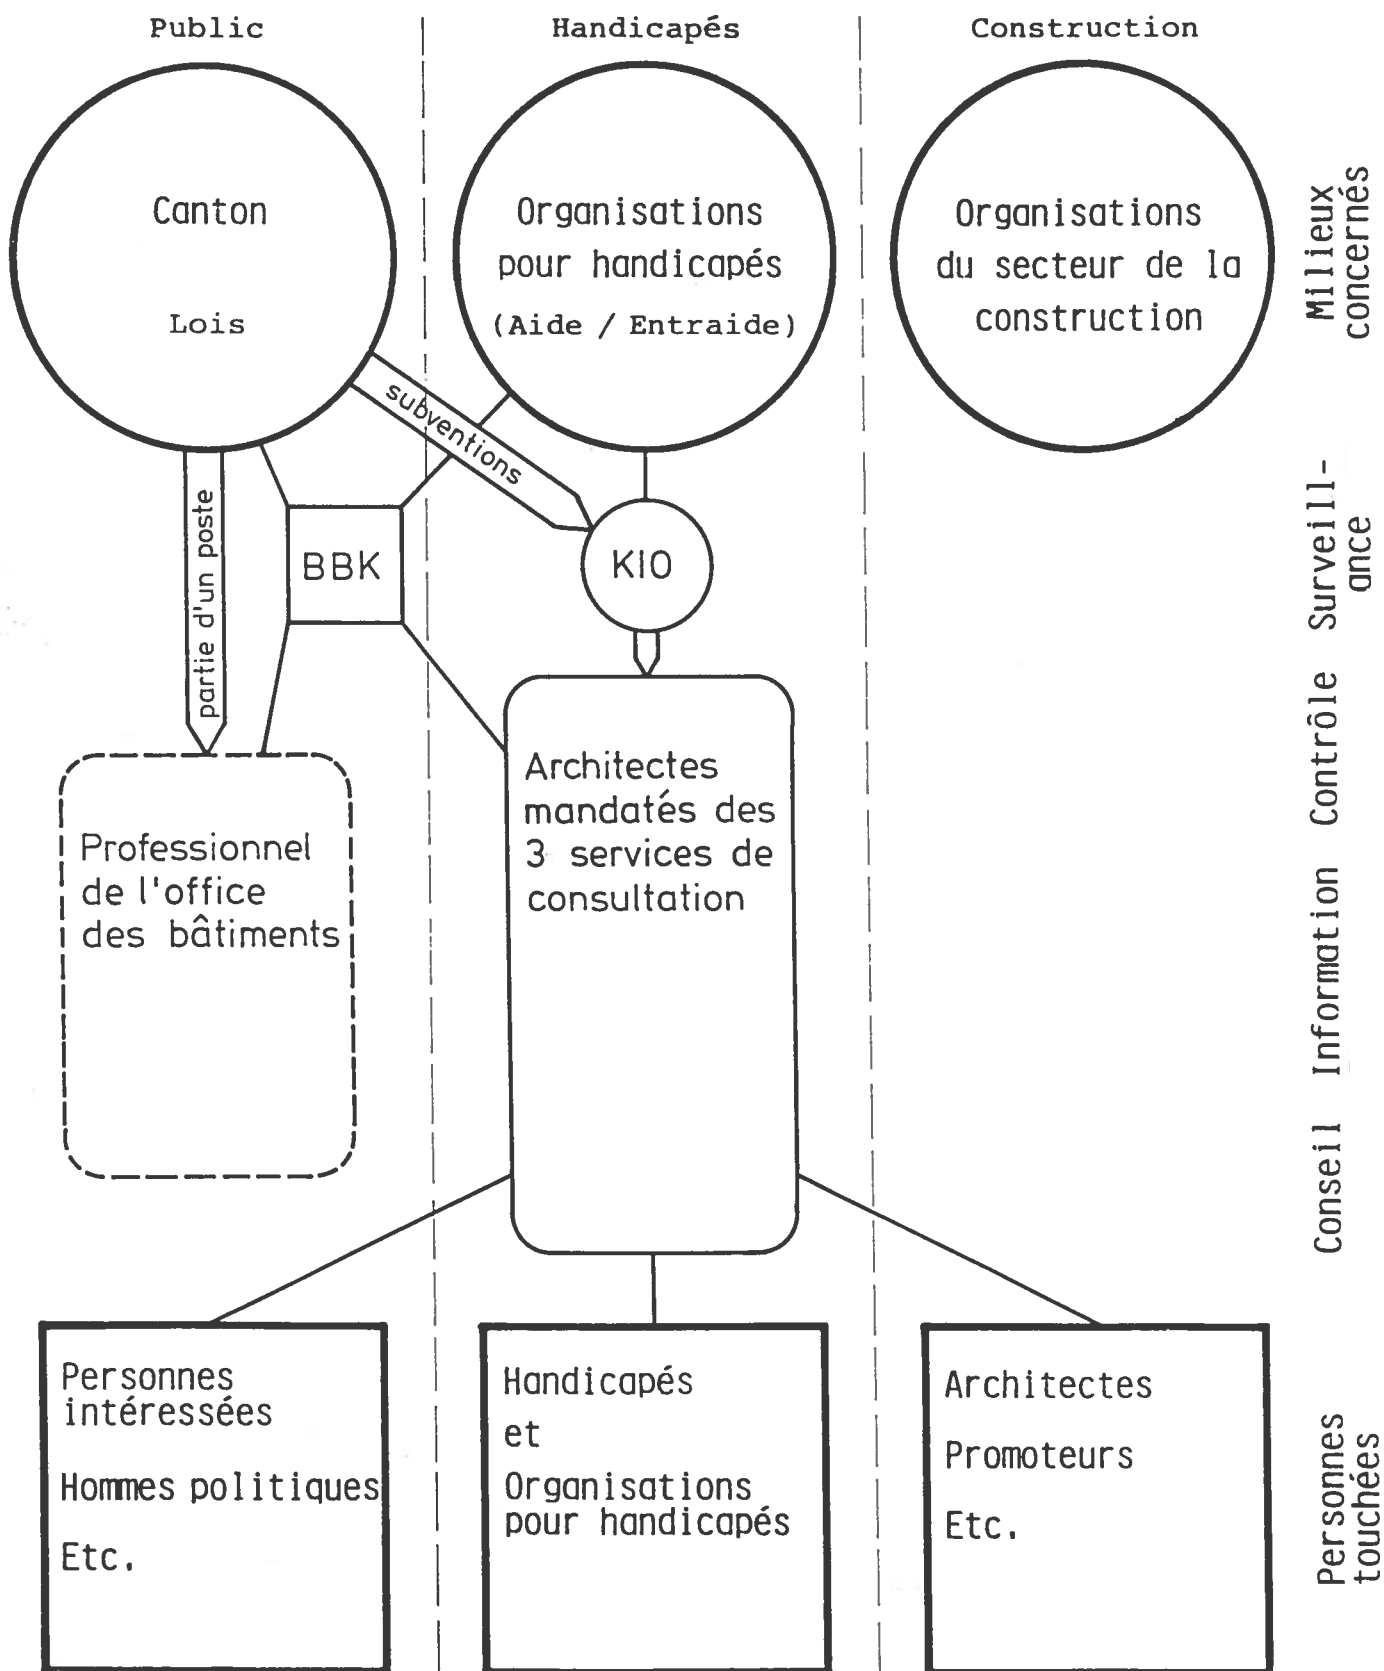 Public
Handicapés
Construction
Canton
Lois
Organisations
pour handicapés
(Aide / Entraide)
Organisations
du secteur de la
construction
Milieux
concernés
subventions
partie d'un poste
BBK
KIO
Surveill-
ance
Contrôle
Information
Conseil
Professionnel
de l'office
des bâtiments
Architectes
mandatés des
3 services de
consultation
Personnes
intéressées
Hommes politiques
Etc.
Handicapés
et
Organisations
pour handicapés
Architectes
Promoteurs
Etc.
Personnes
touchées